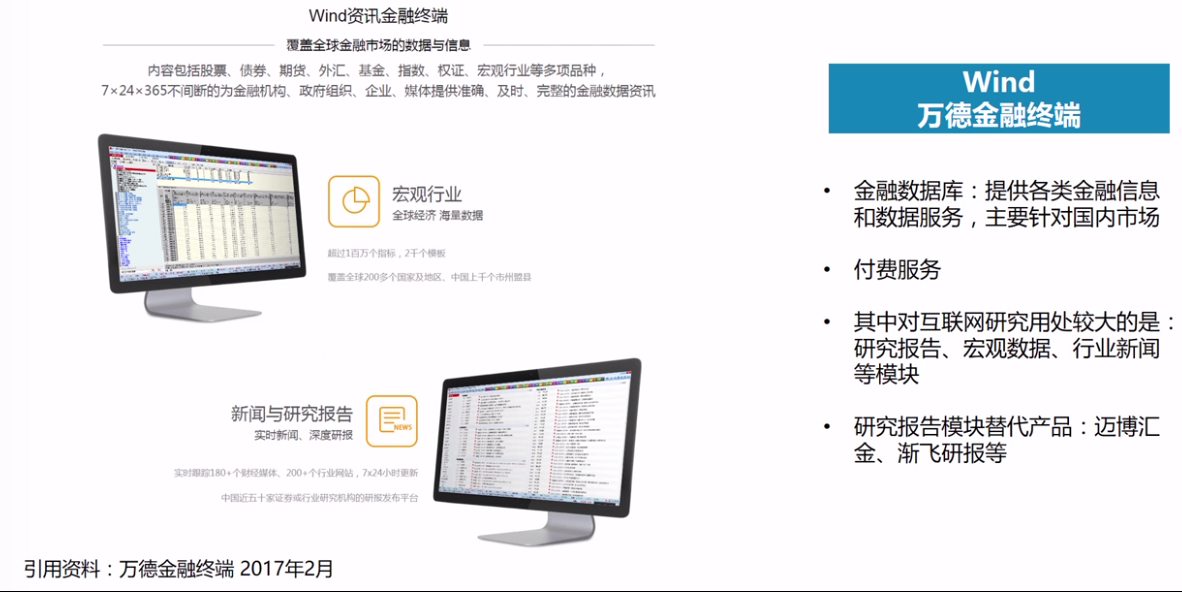 Wind资讯金融终端
覆盖全球金融市场的数据与信息
内容包括股票、债券、期货、外汇、基金、指数、权证、宏观行业等多项品种，
7×24×365不间断的为金融机构、政府组织、企业、媒体提供准确、及时、完整的金融数据资讯
宏观行业
全球经济 海量数据
超过1百万个指标，2千个模板
覆盖全球200多个国家及地区、中国上千个市州盟县
新闻与研究报告
实时新闻、深度研报
NEWS
实时跟踪180+个财经媒体、200+个行业网站，7x24小时更新
中国近五十家证券或行业研究机构的研报发布平台
引用资料：万德金融终端 2017年2月
Wind
万德金融终端
• 金融数据库：提供各类金融信息
和数据服务，主要针对国内市场
• 付费服务
• 其中对互联网研究用处较大的是：
研究报告、宏观数据、行业新闻
等模块
• 研究报告模块替代产品：迈博汇
金、渐飞研报等